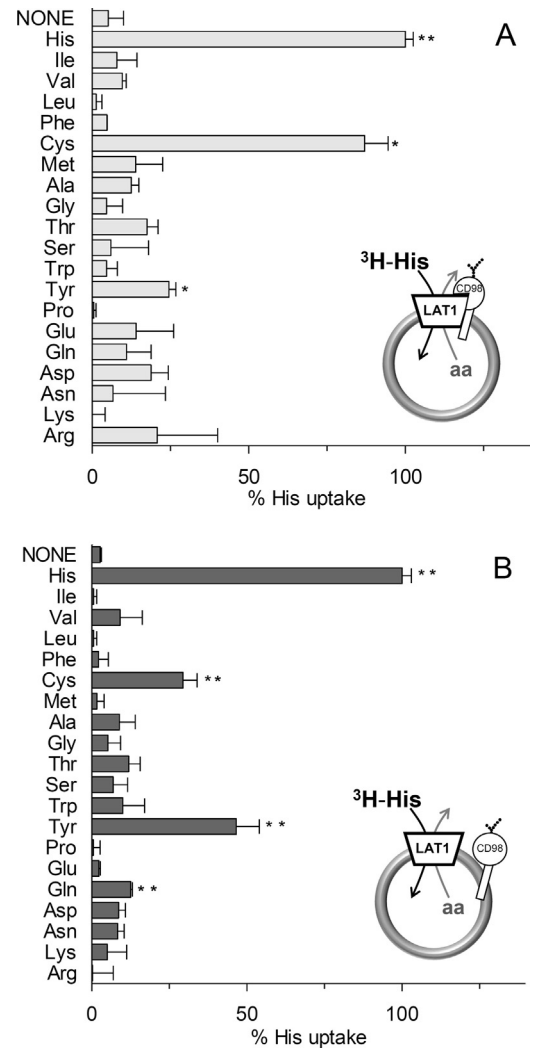 A
NONE
His **
Ile
Val
Leu
Phe
Cys *
Met
Ala
Gly
Thr
Ser
Trp
Tyr *
Pro
Glu
Gln
Asp
Asn
Lys
Arg
³H-His
CD98
LAT1
aa
0 50 100
% His uptake
B
NONE
His **
Ile
Val
Leu
Phe
Cys **
Met
Ala
Gly
Thr
Ser
Trp
Tyr **
Pro
Glu
Gln **
Asp
Asn
Lys
Arg
³H-His
LAT1
CD98
aa
0 50 100
% His uptake